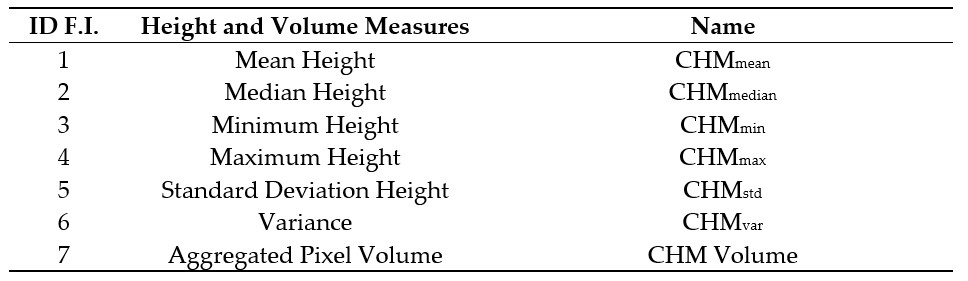 ID F.I. Height and Volume Measures Name
1 Mean Height CHMmean
2 Median Height CHMmedian
3 Minimum Height CHMmin
4 Maximum Height CHMmax
5 Standard Deviation Height CHMstd
6 Variance CHMvar
7 Aggregated Pixel Volume CHM Volume